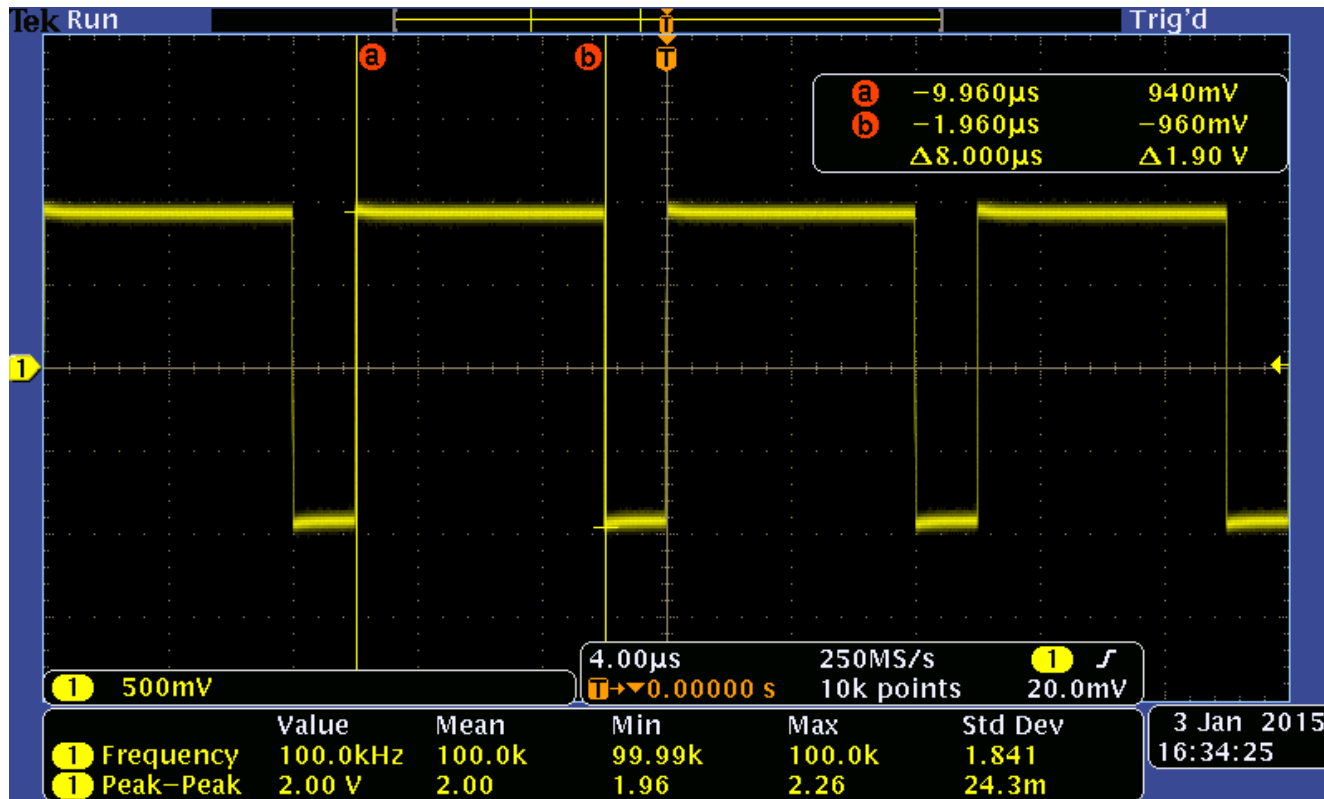 Tek Run T Trig'd
a b T
a −9.960µs 940mV
b −1.960µs −960mV
Δ8.000µs Δ1.90 V
1
4.00µs 250MS/s 1
T→▼0.00000 s 10k points 20.0mV
1 500mV
Value Mean Min Max Std Dev
1 Frequency 100.0kHz 100.0k 99.99k 100.0k 1.841
1 Peak−Peak 2.00 V 2.00 1.96 2.26 24.3m
3 Jan 2015
16:34:25